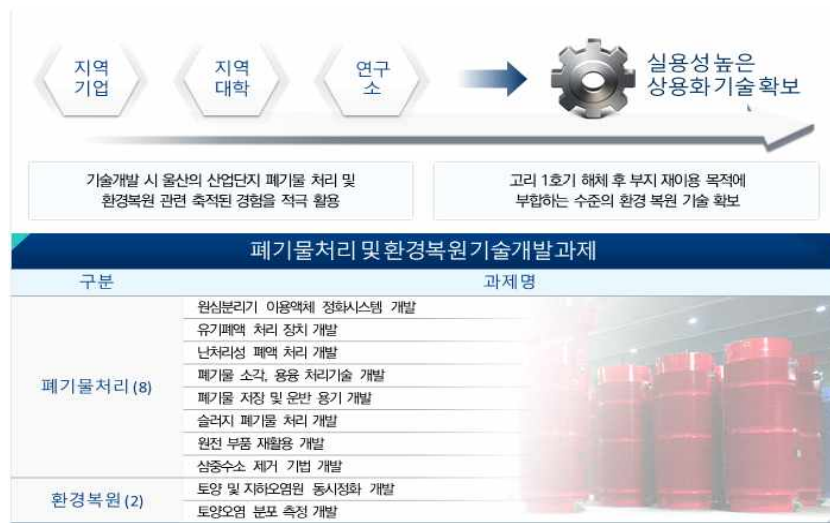 지역
기업
지역
대학
연구
소
실용성 높은
상용화 기술 확보
기술개발 시 울산의 산업단지 폐기물 처리 및
환경복원 관련 축적된 경험을 적극 활용
고리 1호기 해체 후 부지 재이용 목적에
부합하는 수준의 환경 복원 기술 확보
폐기물처리 및 환경복원 기술개발 과제
구분
과제명
원심분리기 이용액체 정화시스템 개발
유기폐액 처리 장치 개발
난처리성 폐액 처리 개발
폐기물 소각, 용융 처리기술 개발
폐기물처리 (8)
폐기물 저장 및 운반 용기 개발
슬러지 폐기물 처리 개발
원전 부품 재활용 개발
삼중수소 제거 기법 개발
환경복원 (2)
토양 및 지하오염원 동시정화 개발
토양오염 분포 측정 개발